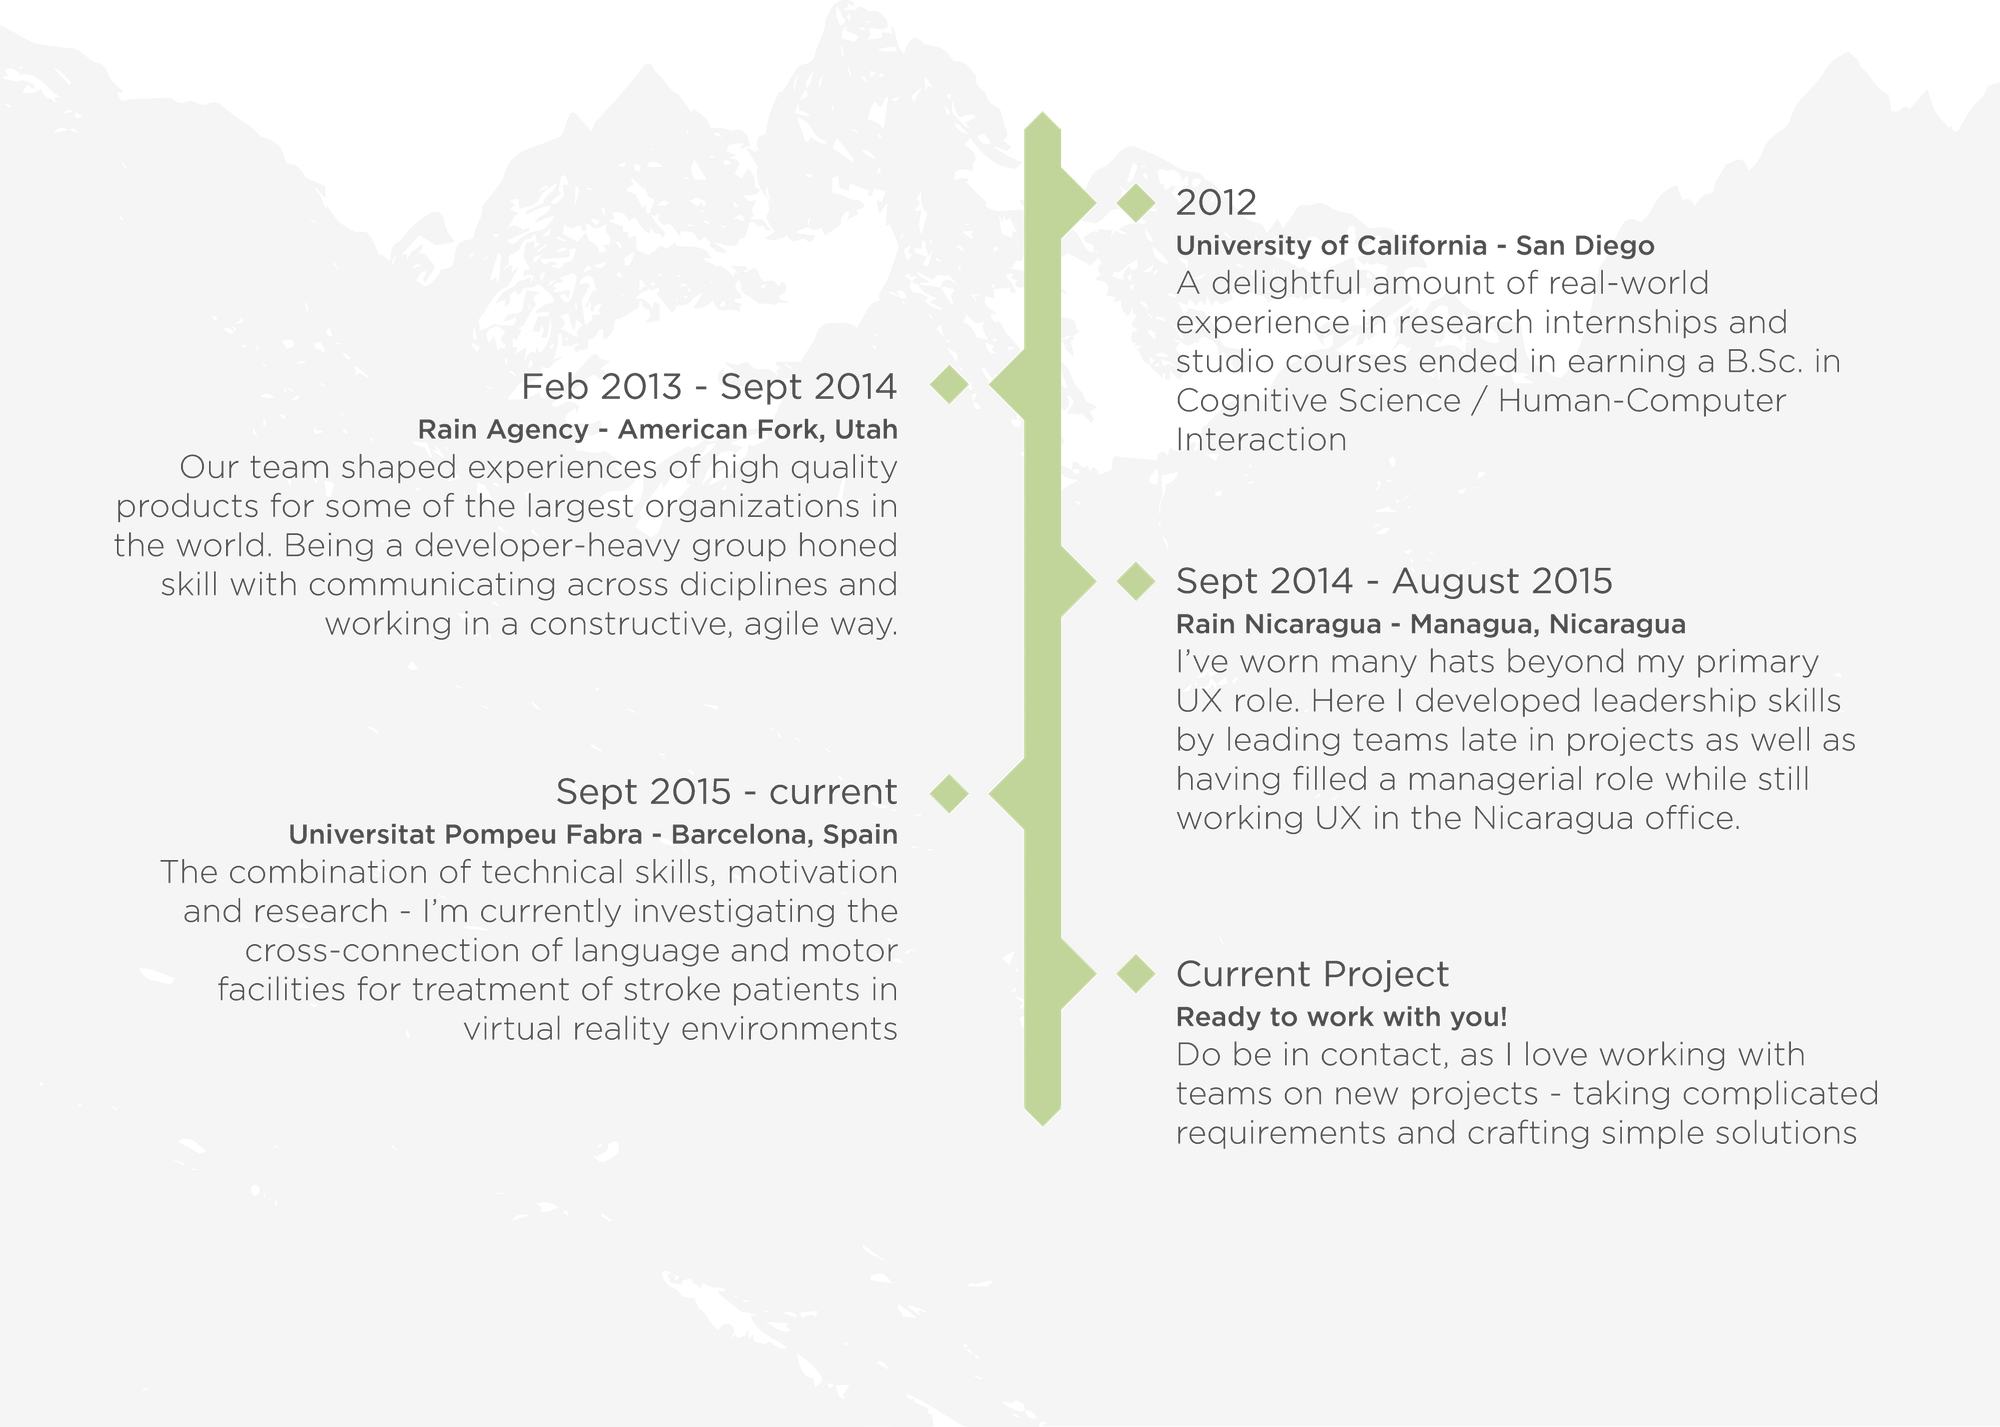 2012
University of California - San Diego
A delightful amount of real-world
experience in research internships and
studio courses ended in earning a B.Sc. in
Cognitive Science / Human-Computer
Interaction
Feb 2013 - Sept 2014
Rain Agency - American Fork, Utah
Our team shaped experiences of high quality
products for some of the largest organizations in
the world. Being a developer-heavy group honed
skill with communicating across diciplines and
working in a constructive, agile way.
Sept 2014 - August 2015
Rain Nicaragua - Managua, Nicaragua
I’ve worn many hats beyond my primary
UX role. Here I developed leadership skills
by leading teams late in projects as well as
having filled a managerial role while still
working UX in the Nicaragua office.
Sept 2015 - current
Universitat Pompeu Fabra - Barcelona, Spain
The combination of technical skills, motivation
and research - I’m currently investigating the
cross-connection of language and motor
facilities for treatment of stroke patients in
virtual reality environments
Current Project
Ready to work with you!
Do be in contact, as I love working with
teams on new projects - taking complicated
requirements and crafting simple solutions